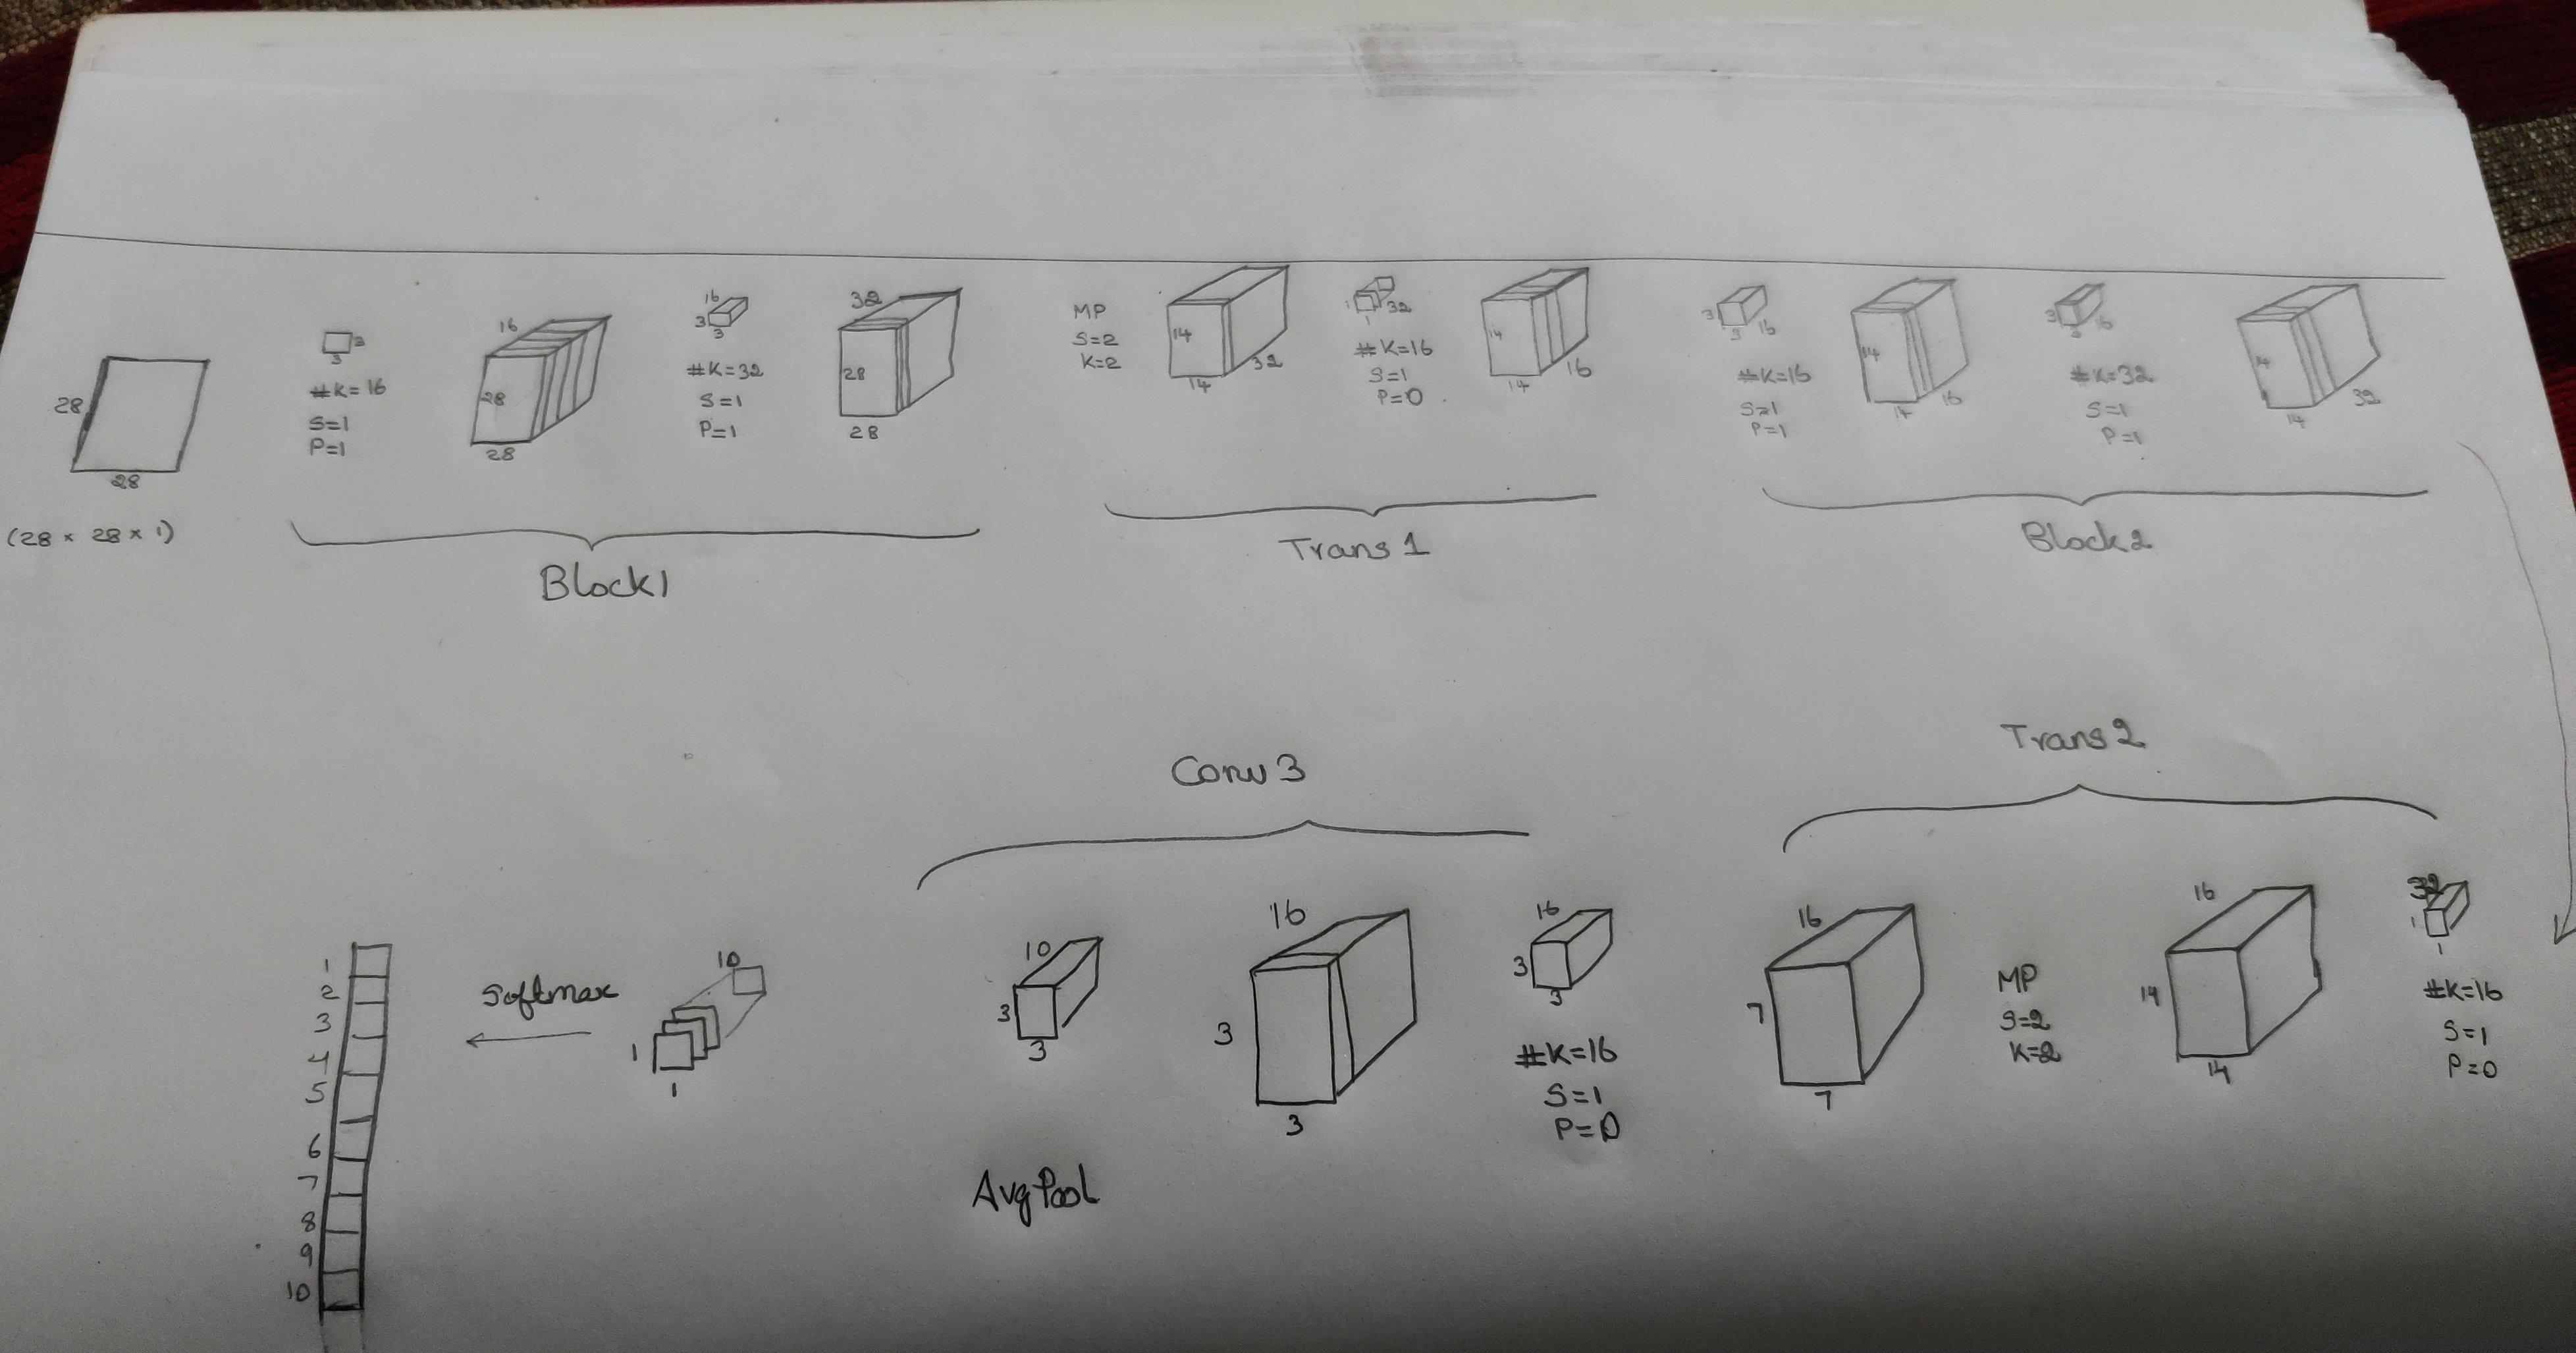 28
28
(28 × 28 × 1)
3
3
#K=16
S=1
P=1
16
28
28
16
3
3
#K=32
S=1
P=1
32
28
28
Block1
MP
S=2
K=2
14
14
32
1
1
32
#K=16
S=1
P=0
14
14
16
Trans 1
3
3
16
#K=16
S=1
P=1
14
14
16
3
3
16
#K=32
S=1
P=1
14
14
32
Block2
Trans 2
32
1
1
#K=16
S=1
P=0
16
14
14
MP
S=2
K=2
16
7
7
Conv 3
16
3
3
#K=16
S=1
P=0
16
3
3
10
3
3
AvgPool
10
1
1
Softmax
1
2
3
4
5
6
7
8
9
10